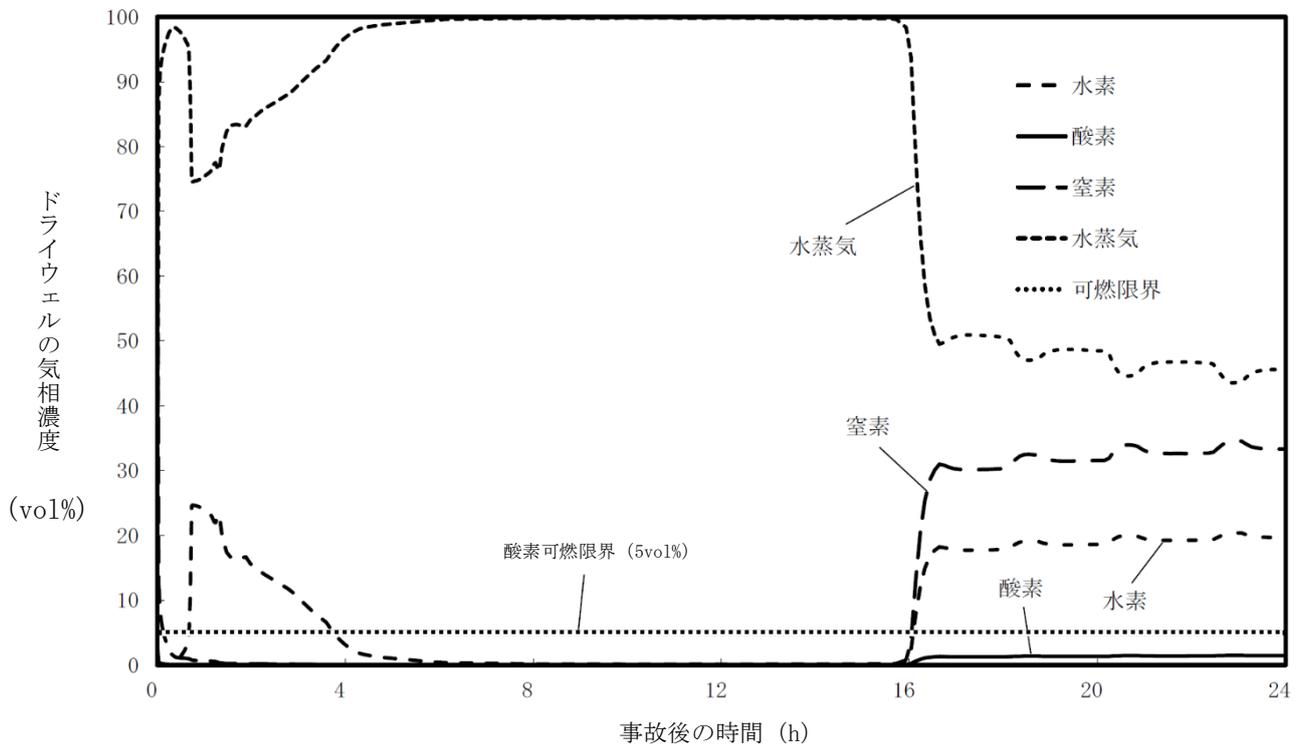 ドライウェルの気相濃度
(vol%)
100
90
80
70
60
50
40
30
20
10
0
水素
酸素
窒素
水蒸気
可燃限界
水蒸気
窒素
酸素可燃限界 (5vol%)
酸素
水素
0 4 8 12 16 20 24
事故後の時間 (h)